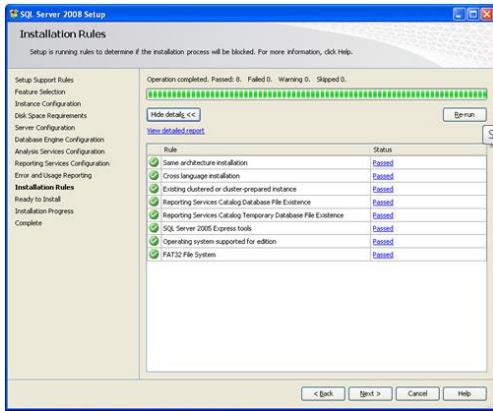 SQL Server 2008 Setup
Installation Rules
Setup is running rules to determine if the installation process will be blocked. For more information, click Help.
Setup Support Rules
Feature Selection
Instance Configuration
Disk Space Requirements
Server Configuration
Database Engine Configuration
Analysis Services Configuration
Reporting Services Configuration
Error and Usage Reporting
Installation Rules
Ready to Install
Installation Progress
Complete
Operation completed. Passed: 8. Failed 0. Warning 0. Skipped 0.
Hide details << Re-run
S
View detailed report
Rule Status
Same architecture installation Passed
Cross language installation Passed
Existing clustered or cluster-prepared instance Passed
Reporting Services Catalog Database File Existence Passed
Reporting Services Catalog Temporary Database File Existence Passed
SQL Server 2005 Express tools Passed
Operating system supported for edition Passed
FAT32 File System Passed
< Back Next > Cancel Help